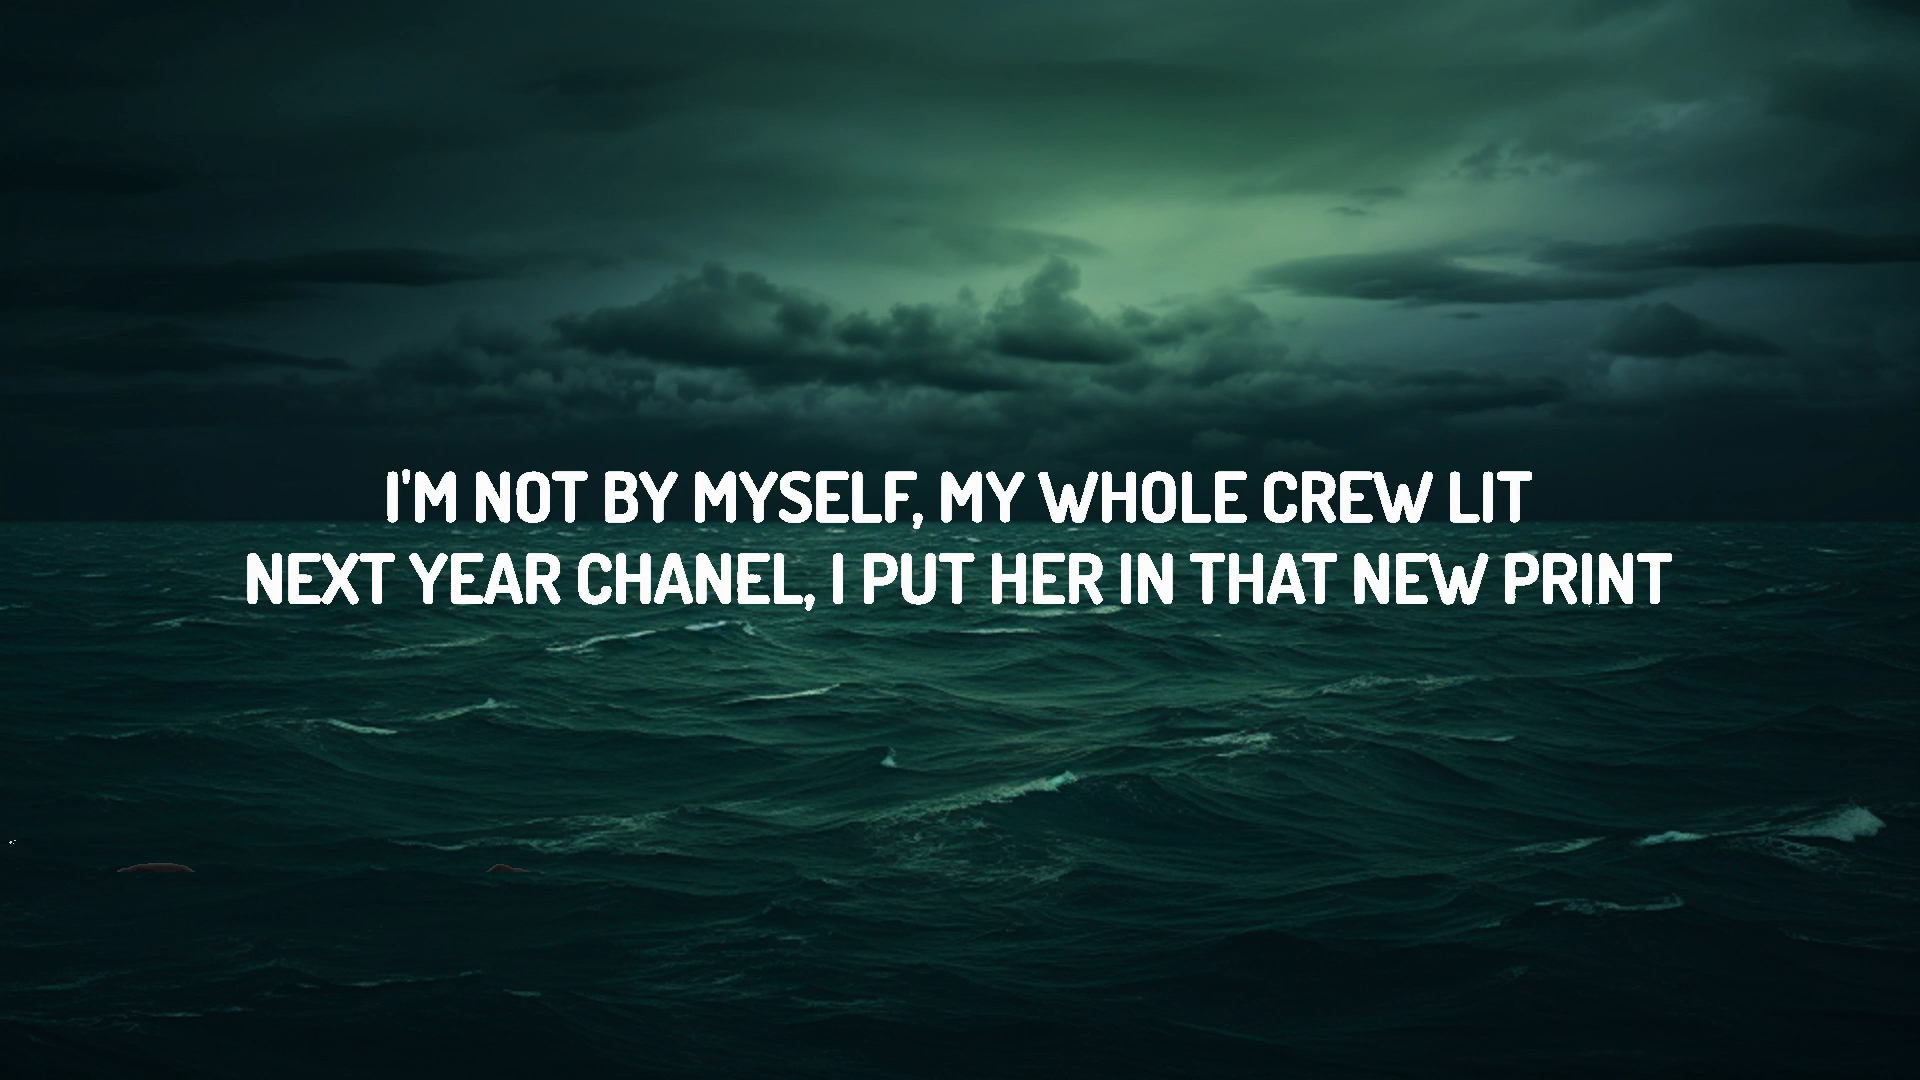 I'M NOT BY MYSELF, MY WHOLE CREW LIT
NEXT YEAR CHANEL, I PUT HER IN THAT NEW PRINT